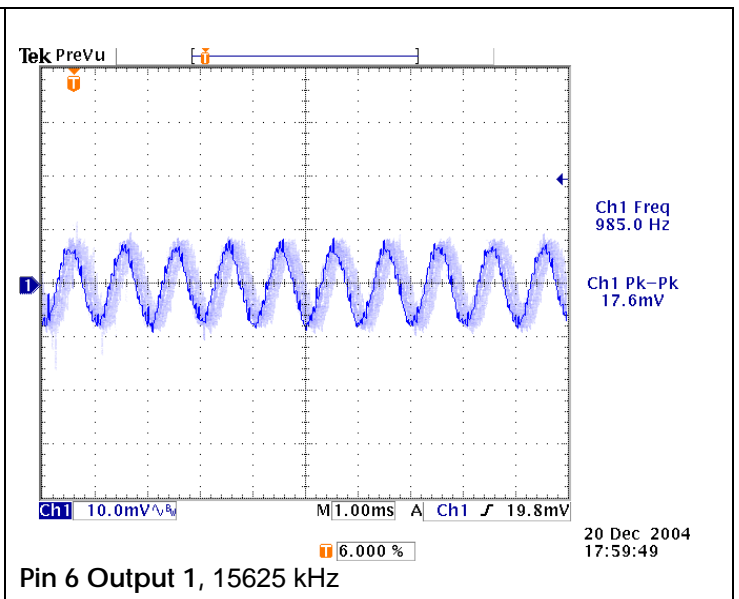 Tek PreVu
T
T
1
Ch1 Freq
985.0 Hz
Ch1 Pk-Pk
17.6mV
Ch1 10.0mV∿BW M 1.00ms A Ch1 ʃ 19.8mV
T 6.000 %
20 Dec 2004
17:59:49
Pin 6 Output 1, 15625 kHz